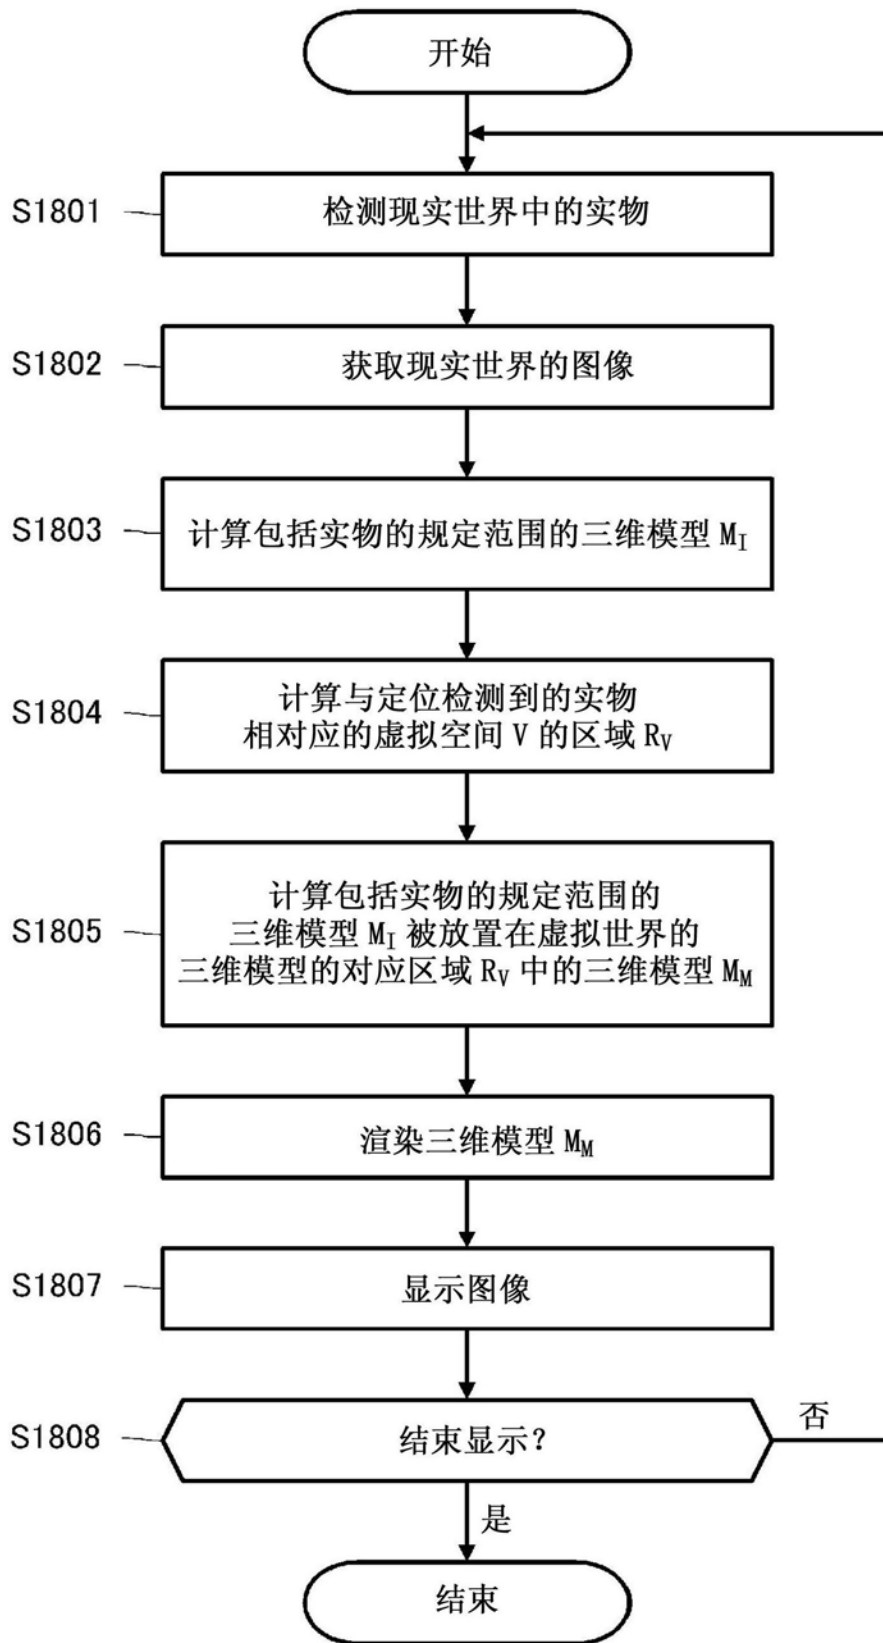 开始
S1801
检测现实世界中的实物
S1802
获取现实世界的图像
S1803
计算包括实物的规定范围的三维模型 M_I
S1804
计算与定位检测到的实物
相对应的虚拟空间 V 的区域 R_V
S1805
计算包括实物的规定范围的
三维模型 M_I 被放置在虚拟世界的
三维模型的对应区域 R_V 中的三维模型 M_M
S1806
渲染三维模型 M_M
S1807
显示图像
S1808
结束显示？
否
是
结束